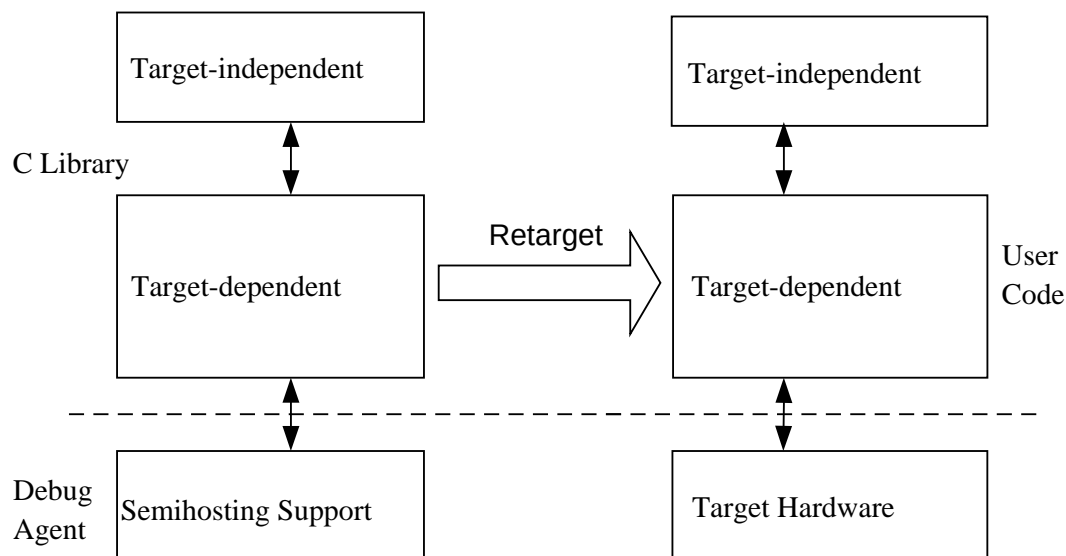 Target-independent
Target-independent
C Library
Retarget
Target-dependent
Target-dependent
User
Code
Debug
Agent
Semihosting Support
Target Hardware